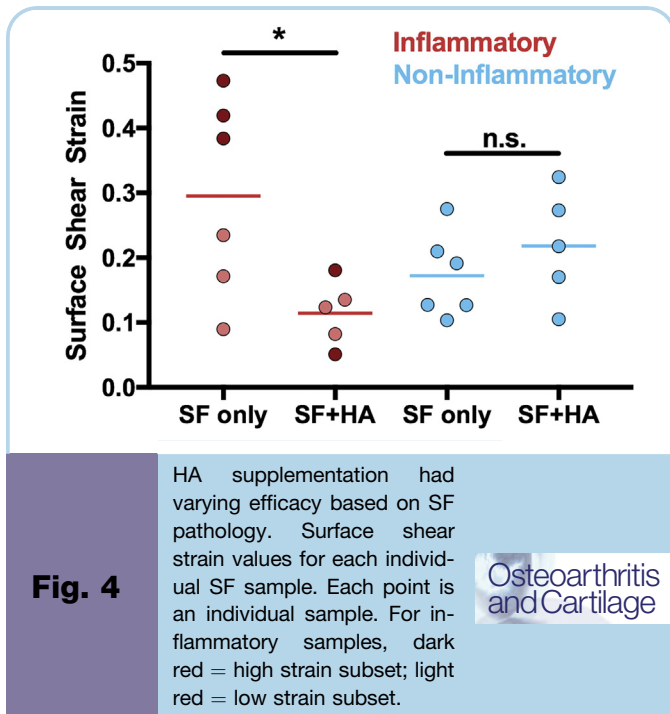 *
Inflammatory
Non-Inflammatory
n.s.
Surface Shear Strain
0.5
0.4
0.3
0.2
0.1
0.0
SF only
SF+HA
SF only
SF+HA
Fig. 4
HA supplementation had
varying efficacy based on SF
pathology. Surface shear
strain values for each individ-
ual SF sample. Each point is
an individual sample. For in-
flammatory samples, dark
red = high strain subset; light
red = low strain subset.
Osteoarthritis
and Cartilage